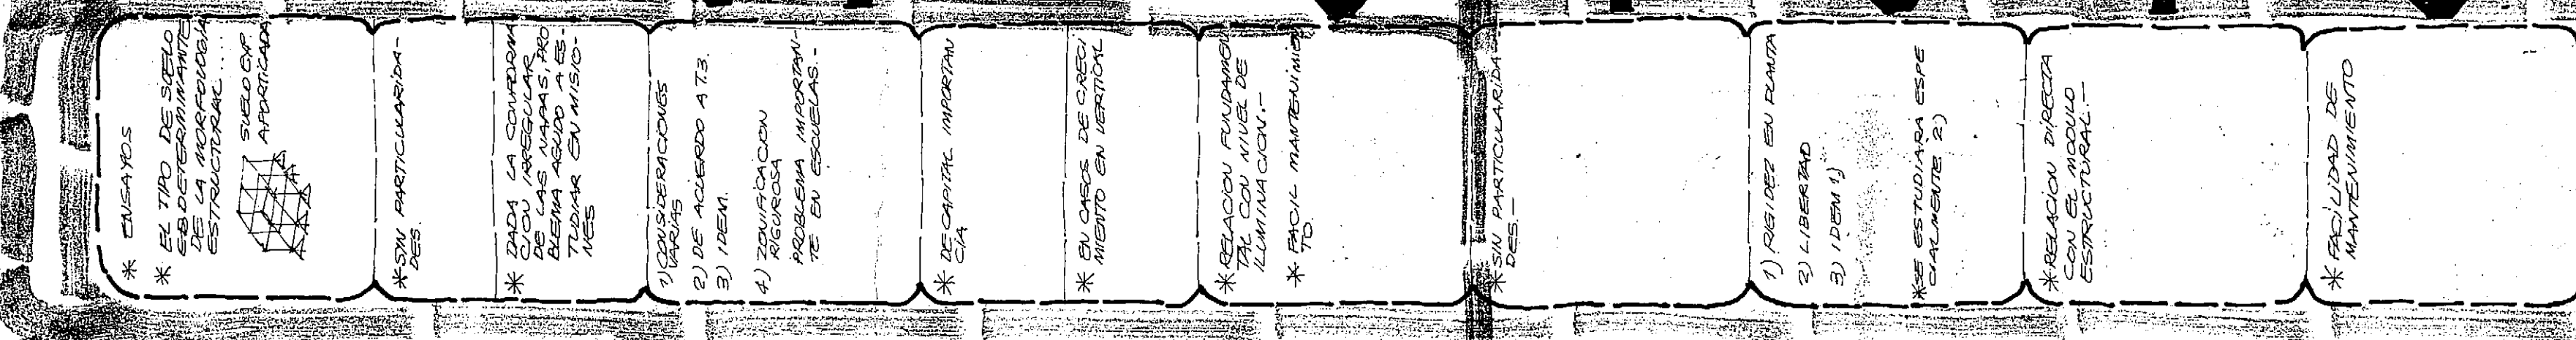 * ENSAYOS
* EL TIPO DE SUELO
ES DETERMINANTE
DE LA MORFOLOGIA
ESTRUCTURAL.....
SUELO EXP.
APORTICADA
* SIN PARTICULARIDA-
DES.
* DADA LA CONFORMA
CION IRREGULAR
DE LAS NAPAS, PRO
BLEMA AGUDO A ES-
TUDIAR EN MISIO-
NES
1) CONSIDERACIONES
VARIAS
2) DE ACUERDO A T3.
3) IDEM.
4) ZONIFICACION
RIGUROSA
PROBLEMA IMPORTAN-
TE EN ESCUELAS.-
* DE CAPITAL IMPORTAN
CIA
* EN CASOS DE CRECI
MIENTO EN VERTICAL
* RELACION FUNDAMEN
TAL CON NIVEL DE
ILUMINACION.-
* FACIL MANTENIMIEN
TO.
* SIN PARTICULARIDA
DES.-
1) RIGIDEZ EN PLANTA
2) LIBERTAD
3) IDEM 1)
* SE ESTUDIARA ESPE
CIALMENTE 2)
* RELACION DIRECTA
CON EL MODULO
ESTRUCTURAL.-
* FACILIDAD DE
MANTENIMIENTO